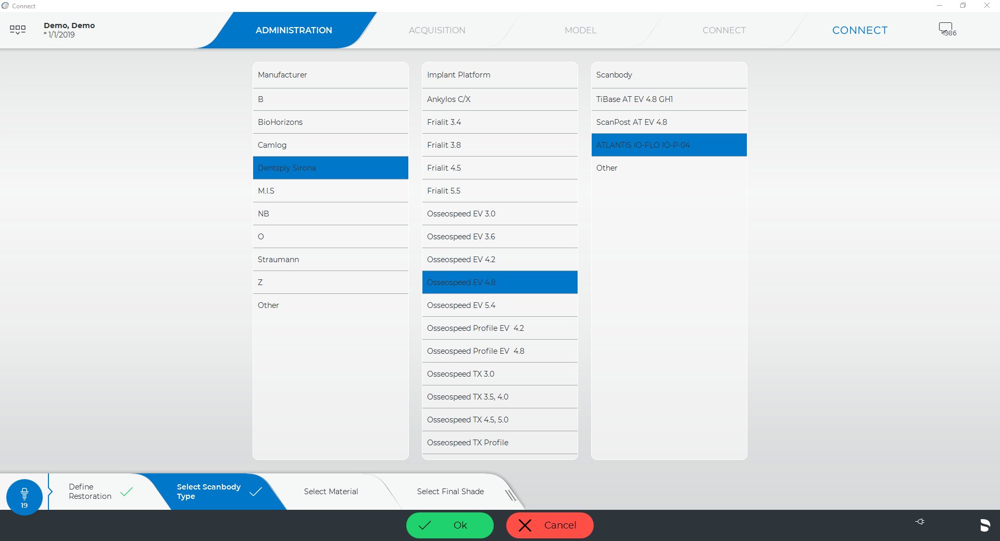 Connect
Demo, Demo
* 1/1/2019
ADMINISTRATION
ACQUISITION
MODEL
CONNECT
CONNECT
1986
Manufacturer
B
BioHorizons
Camlog
Dentsply Sirona
M.I.S
NB
O
Straumann
Z
Other
Implant Platform
Ankylos C/X
Frialit 3.4
Frialit 3.8
Frialit 4.5
Frialit 5.5
Osseospeed EV 3.0
Osseospeed EV 3.6
Osseospeed EV 4.2
Osseospeed EV 4.8
Osseospeed EV 5.4
Osseospeed Profile EV  4.2
Osseospeed Profile EV  4.8
Osseospeed TX 3.0
Osseospeed TX 3.5, 4.0
Osseospeed TX 4.5, 5.0
Osseospeed TX Profile
Scanbody
TiBase AT EV 4.8 GH1
ScanPost AT EV 4.8
ATLANTIS IO-FLO IO-P-04
Other
19
Define
Restoration
Select Scanbody
Type
Select Material
Select Final Shade
Ok
Cancel